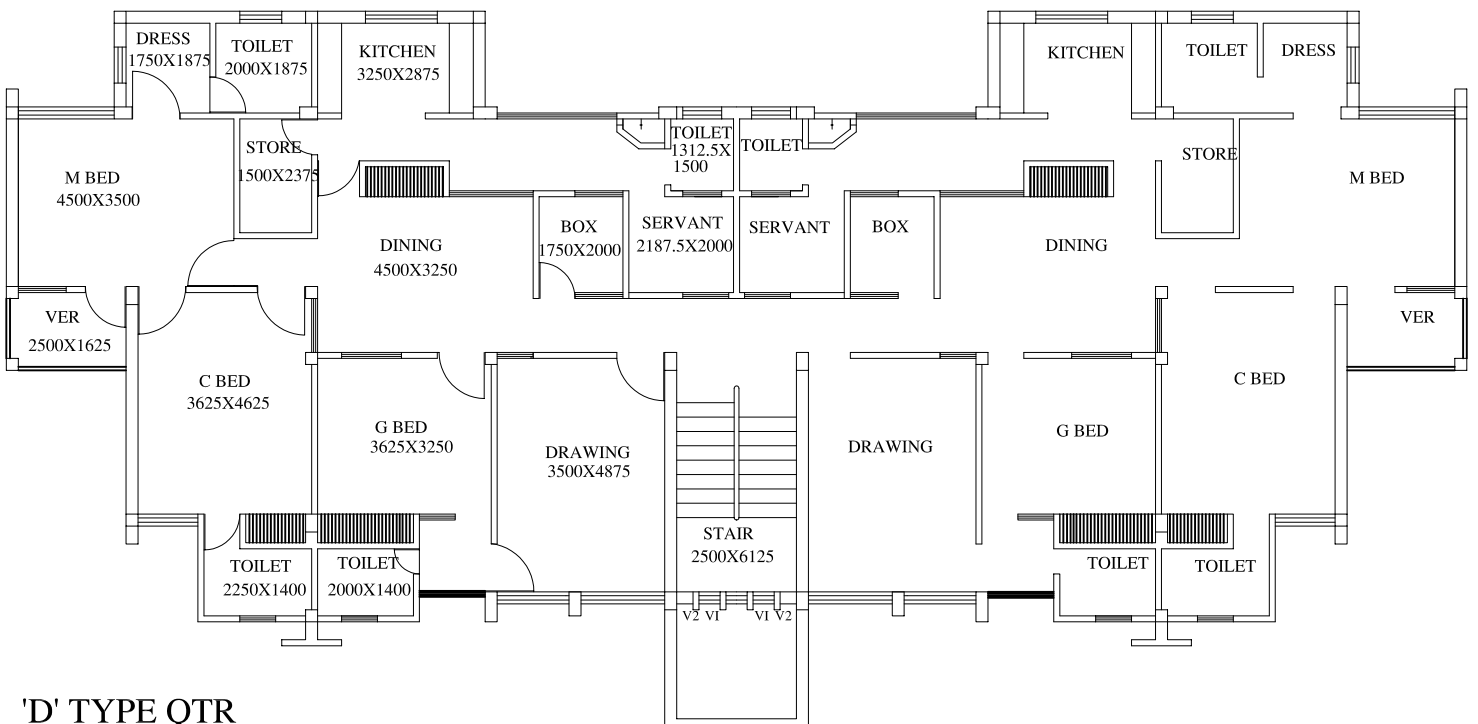 DRESS
1750X1875
TOILET
2000X1875
KITCHEN
3250X2875
KITCHEN
TOILET
DRESS
TOILET
1312.5X
1500
TOILET
STORE
1500X2375
STORE
M BED
4500X3500
M BED
DINING
4500X3250
BOX
1750X2000
SERVANT
2187.5X2000
SERVANT
BOX
DINING
VER
2500X1625
VER
C BED
3625X4625
C BED
G BED
3625X3250
DRAWING
3500X4875
DRAWING
G BED
STAIR
2500X6125
TOILET
2250X1400
TOILET
2000X1400
TOILET
TOILET
V2 VI
VI V2
'D' TYPE QTR